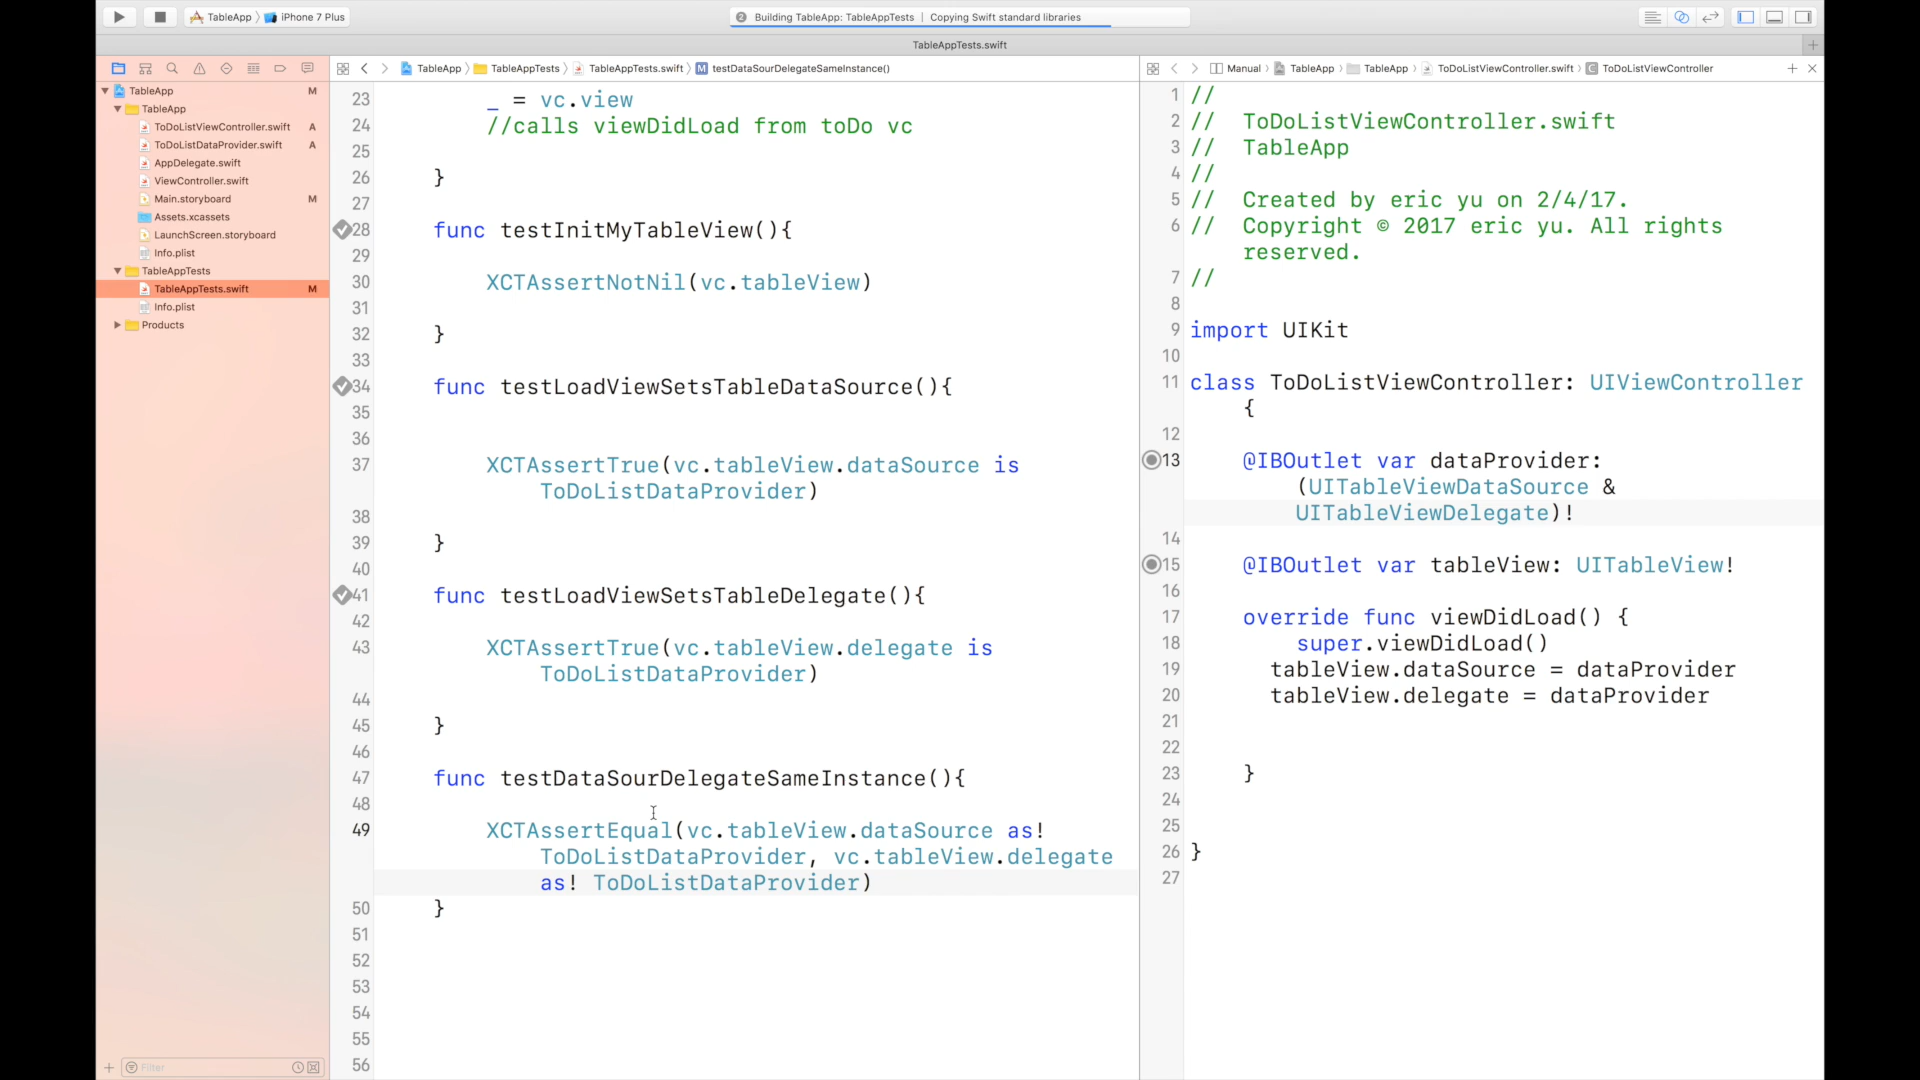 TableApp
iPhone 7 Plus
2 Building TableApp: TableAppTests | Copying Swift standard libraries
TableAppTests.swift
TableApp
TableAppTests
TableAppTests.swift
M testDataSourDelegateSameInstance()
Manual
TableApp
TableApp
ToDoListViewController.swift
C ToDoListViewController
TableApp M
TableApp
ToDoListViewController.swift A
ToDoListDataProvider.swift A
AppDelegate.swift
ViewController.swift
Main.storyboard M
Assets.xcassets
LaunchScreen.storyboard
Info.plist
TableAppTests
TableAppTests.swift M
Info.plist
Products
Filter
23 _ = vc.view
24 //calls viewDidLoad from toDo vc
25
26 }
27
28 func testInitMyTableView(){
29
30 XCTAssertNotNil(vc.tableView)
31
32 }
33
34 func testLoadViewSetsTableDataSource(){
35
36
37 XCTAssertTrue(vc.tableView.dataSource is
ToDoListDataProvider)
38
39 }
40
41 func testLoadViewSetsTableDelegate(){
42
43 XCTAssertTrue(vc.tableView.delegate is
ToDoListDataProvider)
44
45 }
46
47 func testDataSourDelegateSameInstance(){
48
49 XCTAssertEqual(vc.tableView.dataSource as!
ToDoListDataProvider, vc.tableView.delegate
as! ToDoListDataProvider)
50 }
51
52
53
54
55
56
1 //
2 // ToDoListViewController.swift
3 // TableApp
4 //
5 // Created by eric yu on 2/4/17.
6 // Copyright © 2017 eric yu. All rights
reserved.
7 //
8
9 import UIKit
10
11 class ToDoListViewController: UIViewController
{
12
13 @IBOutlet var dataProvider:
(UITableViewDataSource &
UITableViewDelegate)!
14
15 @IBOutlet var tableView: UITableView!
16
17 override func viewDidLoad() {
18 super.viewDidLoad()
19 tableView.dataSource = dataProvider
20 tableView.delegate = dataProvider
21
22
23 }
24
25
26 }
27